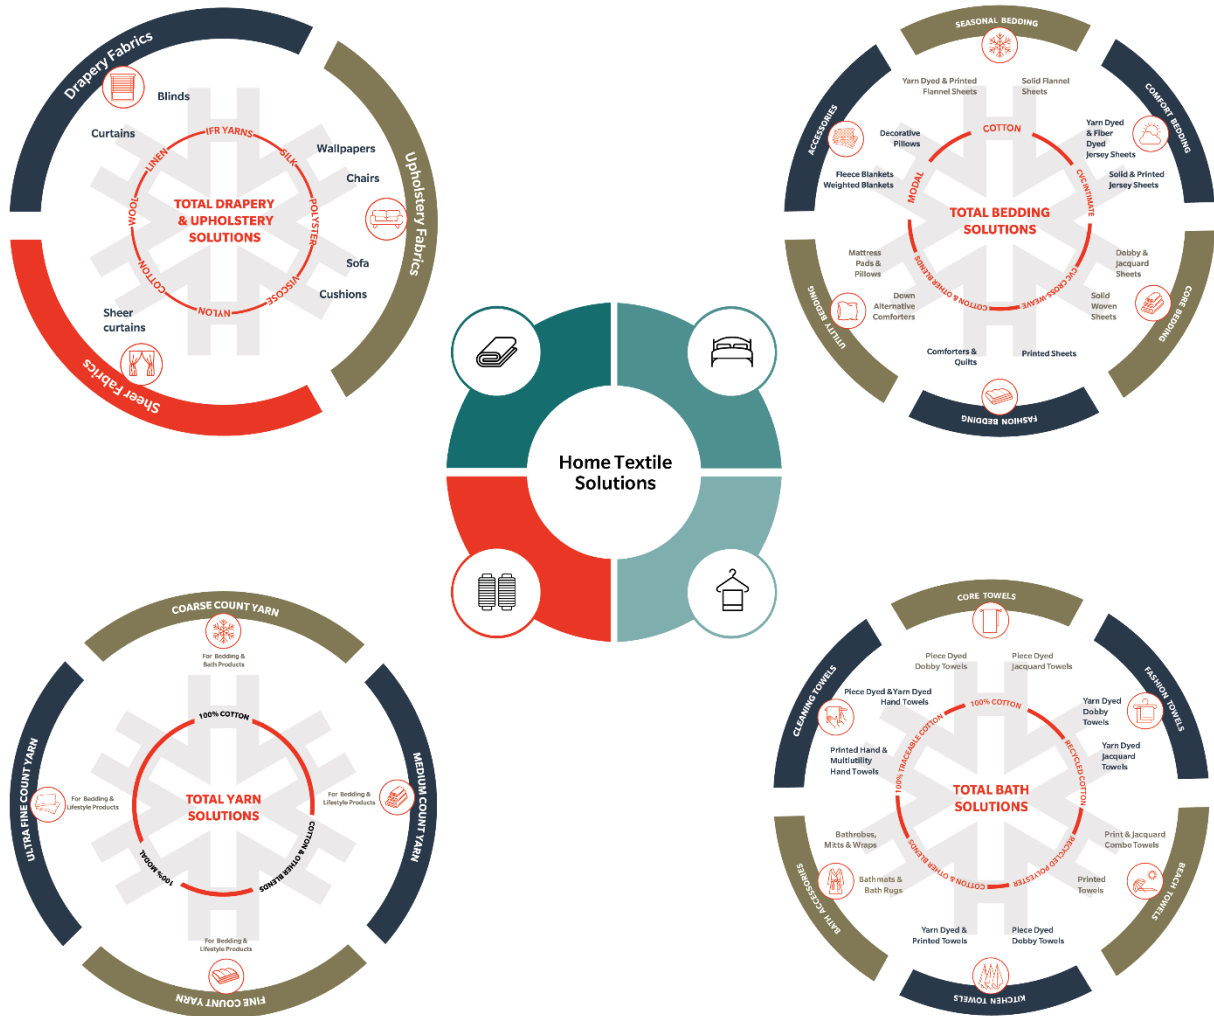 Drapery Fabrics
Blinds
Curtains
Wallpapers
Chairs
Upholstery Fabrics
Sofa
Cushions
Sheer
curtains
Sheer Fabrics
IFR YARNS
SILK
POLYSTER
VISCOSE
NYLON
COTTON
WOOL
LINEN
TOTAL DRAPERY
& UPHOLSTERY
SOLUTIONS
SEASONAL BEDDING
Yarn Dyed & Printed
Flannel Sheets
Solid Flannel
Sheets
COMFORT BEDDING
Yarn Dyed
& Fiber
Dyed
Jersey Sheets
Solid & Printed
Jersey Sheets
CORE BEDDING
Dobby &
Jacquard
Sheets
Solid
Woven
Sheets
FASHION BEDDING
Printed Sheets
Comforters &
Quilts
UTILITY BEDDING
Mattress
Pads &
Pillows
Down
Alternative
Comforters
ACCESSORIES
Decorative
Pillows
Fleece Blankets
Weighted Blankets
COTTON
CVC INTIMATE
CVC CROSS-WEAVE
COTTON & OTHER BLENDS
MODAL
TOTAL BEDDING
SOLUTIONS
Home Textile
Solutions
COARSE COUNT YARN
For Bedding &
Bath Products
MEDIUM COUNT YARN
For Bedding &
Lifestyle Products
FINE COUNT YARN
For Bedding &
Lifestyle Products
ULTRA FINE COUNT YARN
For Bedding &
Lifestyle Products
100% COTTON
COTTON & OTHER BLENDS
100% MODAL
TOTAL YARN
SOLUTIONS
CORE TOWELS
Piece Dyed
Dobby Towels
Piece Dyed
Jacquard Towels
FASHION TOWELS
Yarn Dyed
Dobby
Towels
Yarn Dyed
Jacquard
Towels
BEACH TOWELS
Print & Jacquard
Combo Towels
Printed
Towels
KITCHEN TOWELS
Yarn Dyed &
Printed Towels
Piece Dyed
Dobby Towels
BATH ACCESSORIES
Bathrobes,
Mitts & Wraps
Bathmats &
Bath Rugs
CLEANING TOWELS
Piece Dyed &Yarn Dyed
Hand Towels
Printed Hand &
Multiutility
Hand Towels
100% COTTON
RECYCLED COTTON
RECYCLED POLYESTER
COTTON & OTHER BLENDS
100% TRACEABLE COTTON
TOTAL BATH
SOLUTIONS